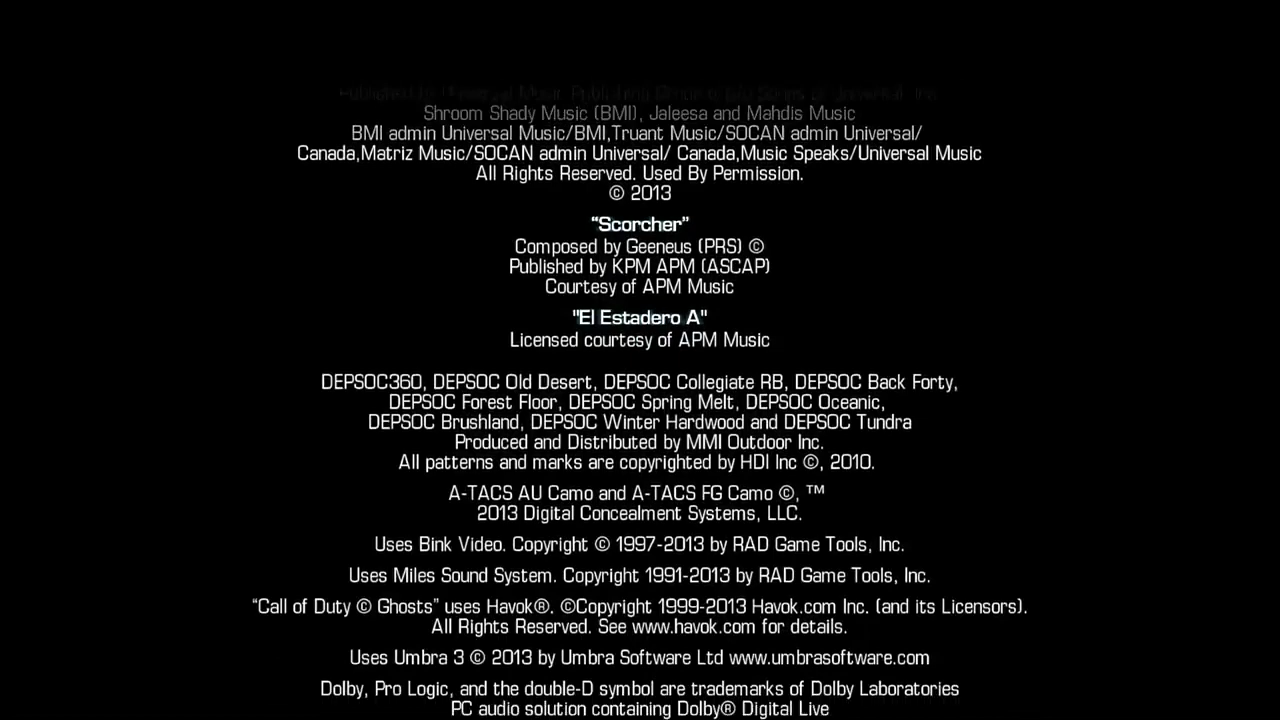 Shroom Shady Music (BMI), Jaleesa and Mahdis Music
BMI admin Universal Music/BMI,Truant Music/SOCAN admin Universal/
Canada,Matriz Music/SOCAN admin Universal/ Canada,Music Speaks/Universal Music
All Rights Reserved. Used By Permission.
© 2013
“Scorcher”
Composed by Geeneus (PRS) ©
Published by KPM APM (ASCAP)
Courtesy of APM Music
"El Estadero A"
Licensed courtesy of APM Music
DEPSOC360, DEPSOC Old Desert, DEPSOC Collegiate RB, DEPSOC Back Forty,
DEPSOC Forest Floor, DEPSOC Spring Melt, DEPSOC Oceanic,
DEPSOC Brushland, DEPSOC Winter Hardwood and DEPSOC Tundra
Produced and Distributed by MMI Outdoor Inc.
All patterns and marks are copyrighted by HDI Inc ©, 2010.
A-TACS AU Camo and A-TACS FG Camo ©, ™
2013 Digital Concealment Systems, LLC.
Uses Bink Video. Copyright © 1997-2013 by RAD Game Tools, Inc.
Uses Miles Sound System. Copyright 1991-2013 by RAD Game Tools, Inc.
“Call of Duty © Ghosts” uses Havok®. ©Copyright 1999-2013 Havok.com Inc. (and its Licensors).
All Rights Reserved. See www.havok.com for details.
Uses Umbra 3 © 2013 by Umbra Software Ltd www.umbrasoftware.com
Dolby, Pro Logic, and the double-D symbol are trademarks of Dolby Laboratories
PC audio solution containing Dolby® Digital Live